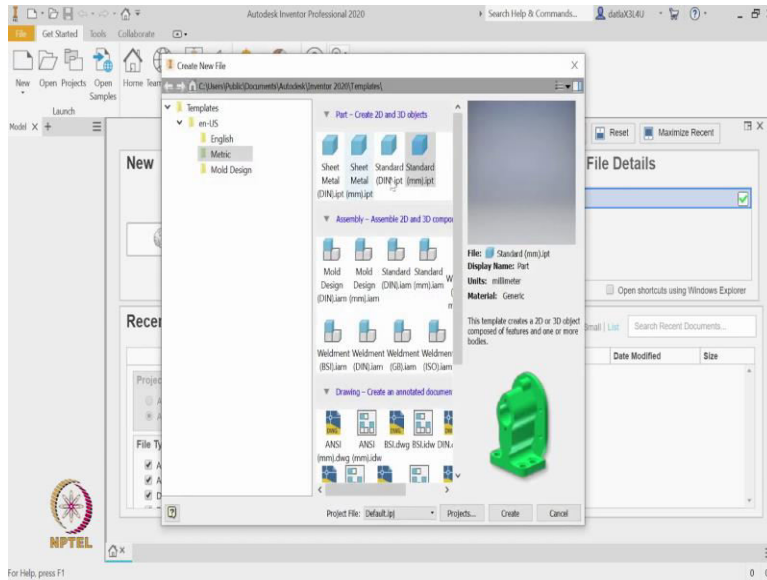 Autodesk Inventor Professional 2020
Search Help & Commands...
datlaX3L4U
File
Get Started
Tools
Collaborate
New
Open
Projects
Open
Samples
Home
Team
Launch
Model
Create New File
C:\Users\Public\Documents\Autodesk\Inventor 2020\Templates\
Templates
en-US
English
Metric
Mold Design
Part - Create 2D and 3D objects
Sheet Metal (DIN).ipt
Sheet Metal (mm).ipt
Standard (DIN).ipt
Standard (mm).ipt
Assembly - Assemble 2D and 3D compo
Mold Design (DIN).iam
Mold Design (mm).iam
Standard (DIN).iam
Standard (mm).iam
Weldment (BSI).iam
Weldment (DIN).iam
Weldment (GB).iam
Weldmen (ISO).iam
Drawing - Create an annotated documen
ANSI (mm).dwg
ANSI (mm).idw
BSI.dwg
BSI.idw
DIN.
File: Standard (mm).ipt
Display Name: Part
Units: millimeter
Material: Generic
This template creates a 2D or 3D object
composed of features and one or more
bodies.
Project File:
Default.ipj
Projects...
Create
Cancel
New
Recer
Projec
File Ty
Reset
Maximize
Recent
File Details
Open shortcuts using Windows Explorer
List
Search Recent Documents...
Date Modified
Size
NPTEL
For Help, press F1
0